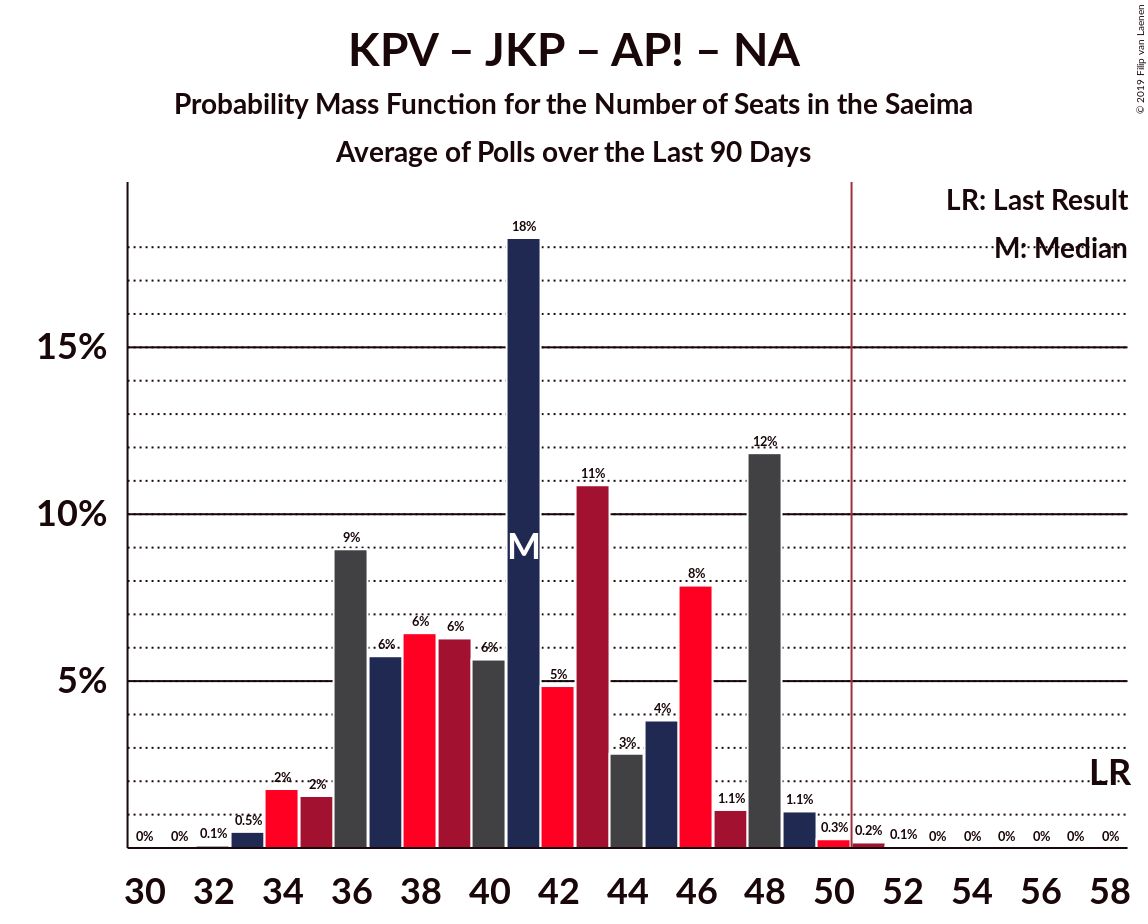 KPV – JKP – AP! – NA
Probability Mass Function for the Number of Seats in the Saeima
Average of Polls over the Last 90 Days
© 2019 Filip van Laenen
LR: Last Result
M: Median
15%
10%
5%
0% 0% 0.1% 0.5% 2% 2% 9% 6% 6% 6% 6% 18% 5% 11% 3% 4% 8% 1.1% 12% 1.1% 0.3% 0.2% 0.1% 0% 0% 0% 0% 0% 0%
M
LR
30 32 34 36 38 40 42 44 46 48 50 52 54 56 58